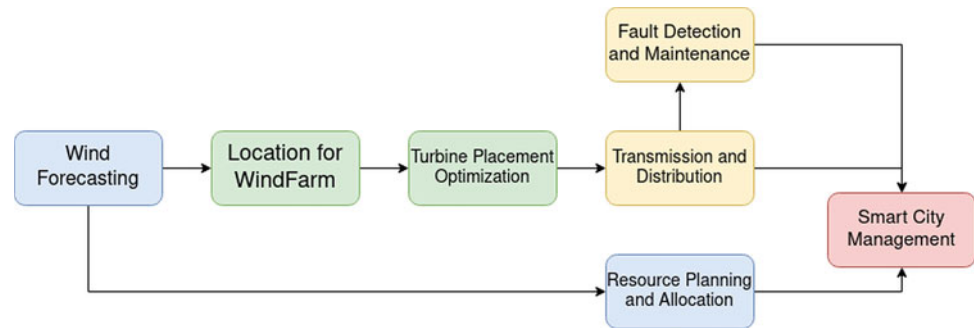 Fault Detection
and Maintenance
Wind
Forecasting
Location for
WindFarm
Turbine Placement
Optimization
Transmission and
Distribution
Smart City
Management
Resource Planning
and Allocation